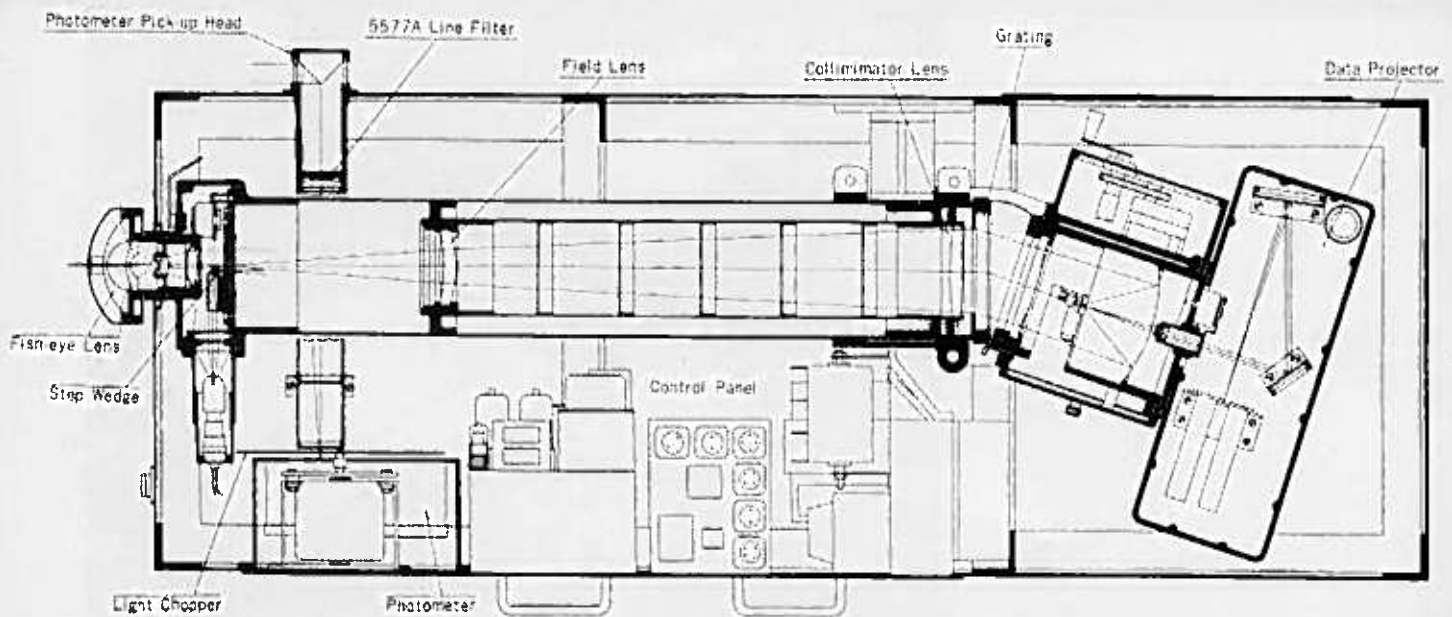 Photometer Pick-up Head
5577A Line Filter
Field Lens
Collimimator Lens
Grating
Data Projector
Fish-eye Lens
Step Wedge
Control Panel
Light Chopper
Photometer